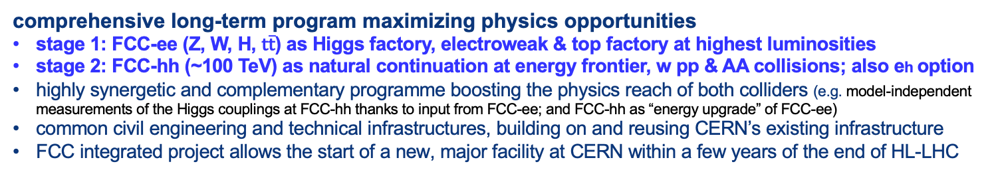 comprehensive long-term program maximizing physics opportunities
• stage 1: FCC-ee (Z, W, H, tt̅) as Higgs factory, electroweak & top factory at highest luminosities
• stage 2: FCC-hh (~100 TeV) as natural continuation at energy frontier, w pp & AA collisions; also eh option
• highly synergetic and complementary programme boosting the physics reach of both colliders (e.g. model-independent
measurements of the Higgs couplings at FCC-hh thanks to input from FCC-ee; and FCC-hh as “energy upgrade” of FCC-ee)
• common civil engineering and technical infrastructures, building on and reusing CERN’s existing infrastructure
• FCC integrated project allows the start of a new, major facility at CERN within a few years of the end of HL-LHC